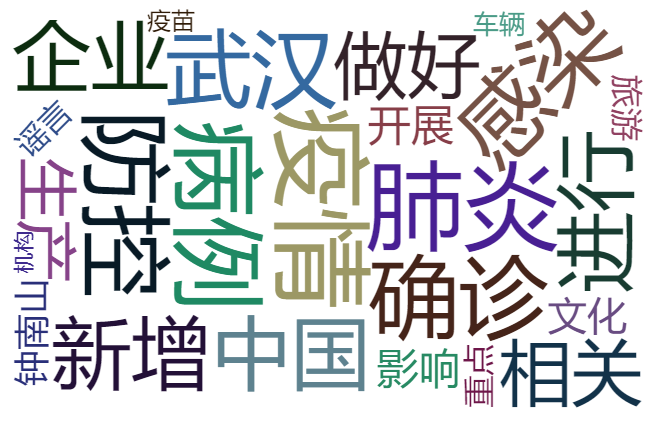 疫苗
车辆
企业
武汉
做好
感染
旅游
谣言
防控
病例
疫情
开展
肺炎
进行
生产
机构
钟南山
新增
中国
确诊
文化
影响
重点
相关